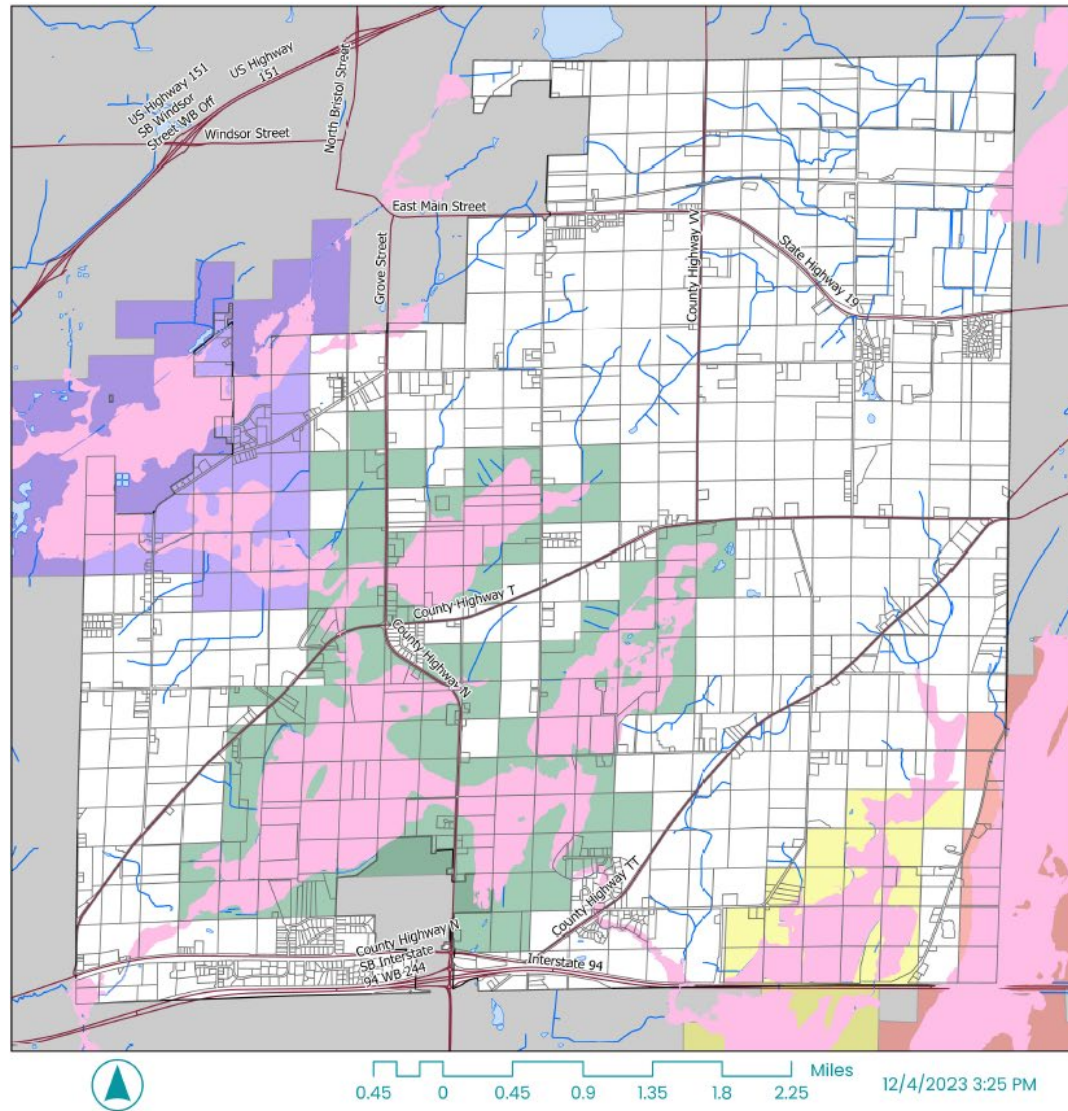 US Highway
151
US Highway 151
SB Windsor
Street WB Off
North Bristol Street
Windsor Street
East Main Street
Grove Street
County Highway VV
State Highway 19
County Highway T
County Highway N
County Highway TT
County Highway N
SB Interstate
94 WB-244
Interstate 94
0.45 0 0.45 0.9 1.35 1.8 2.25
Miles
12/4/2023 3:25 PM